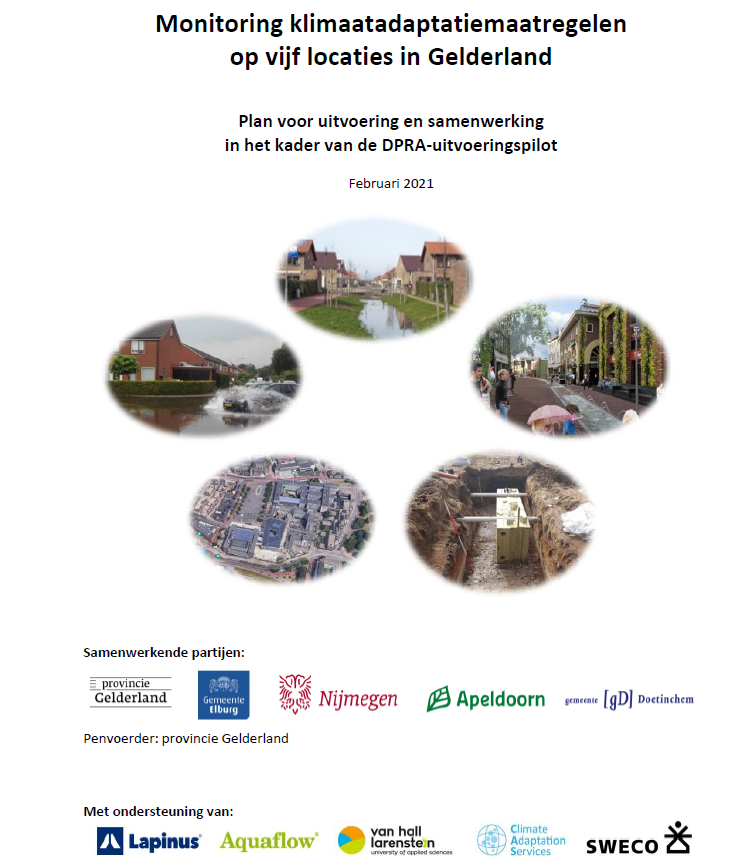 Monitoring klimaatadaptatiemaatregelen
op vijf locaties in Gelderland
Plan voor uitvoering en samenwerking
in het kader van de DPRA-uitvoeringspilot
Februari 2021
Samenwerkende partijen:
provincie
Gelderland
Gemeente
Elburg
Nijmegen
Apeldoorn
gemeente [gD] Doetinchem
Penvoerder: provincie Gelderland
Met ondersteuning van:
Lapinus®
Aquaflow®
van hall
larenstein
university of applied sciences
Climate
Adaptation
Services
SWECO